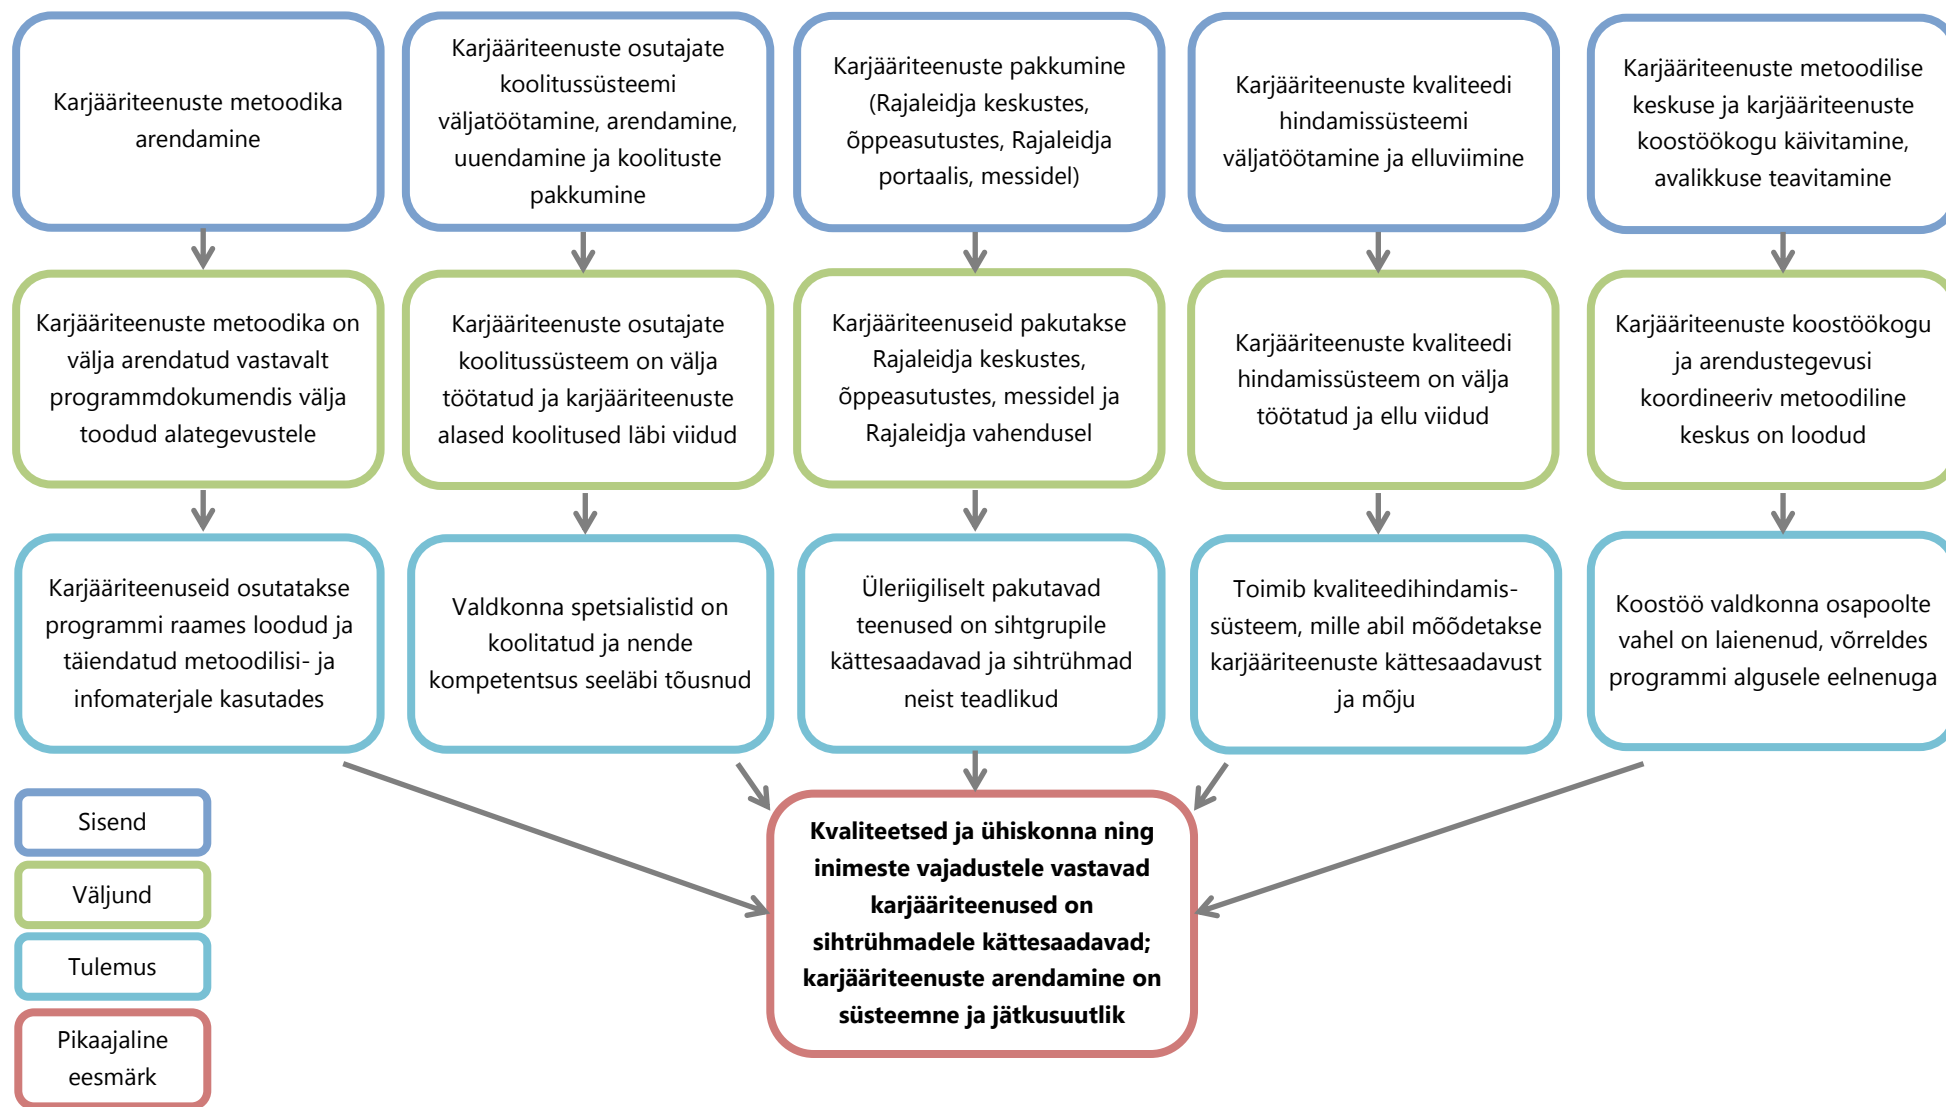 Karjääriteenuste metoodika
arendamine
Karjääriteenuste osutajate
koolitussüsteemi
väljatöötamine, arendamine,
uuendamine ja koolituste
pakkumine
Karjääriteenuste pakkumine
(Rajaleidja keskustes,
õppeasutustes, Rajaleidja
portaalis, messidel)
Karjääriteenuste kvaliteedi
hindamissüsteemi
väljatöötamine ja elluviimine
Karjääriteenuste metoodilise
keskuse ja karjääriteenuste
koostöökogu käivitamine,
avalikkuse teavitamine
Karjääriteenuste metoodika on
välja arendatud vastavalt
programmdokumendis välja
toodud alategevustele
Karjääriteenuste osutajate
koolitussüsteem on välja
töötatud ja karjääriteenuste
alased koolitused läbi viidud
Karjääriteenuseid pakutakse
Rajaleidja keskustes,
õppeasutustes, messidel ja
Rajaleidja vahendusel
Karjääriteenuste kvaliteedi
hindamissüsteem on välja
töötatud ja ellu viidud
Karjääriteenuste koostöökogu
ja arendustegevusi
koordineeriv metoodiline
keskus on loodud
Karjääriteenuseid osutatakse
programmi raames loodud ja
täiendatud metoodilisi- ja
infomaterjale kasutades
Valdkonna spetsialistid on
koolitatud ja nende
kompetentsus seeläbi tõusnud
Üleriigiliselt pakutavad
teenused on sihtgrupile
kättesaadavad ja sihtrühmad
neist teadlikud
Toimib kvaliteedihindamis-
süsteem, mille abil mõõdetakse
karjääriteenuste kättesaadavust
ja mõju
Koostöö valdkonna osapoolte
vahel on laienenud, võrreldes
programmi algusele eelnenuga
Sisend
Väljund
Tulemus
Pikaajaline
eesmärk
Kvaliteetsed ja ühiskonna ning
inimeste vajadustele vastavad
karjääriteenused on
sihtrühmadele kättesaadavad;
karjääriteenuste arendamine on
süsteemne ja jätkusuutlik